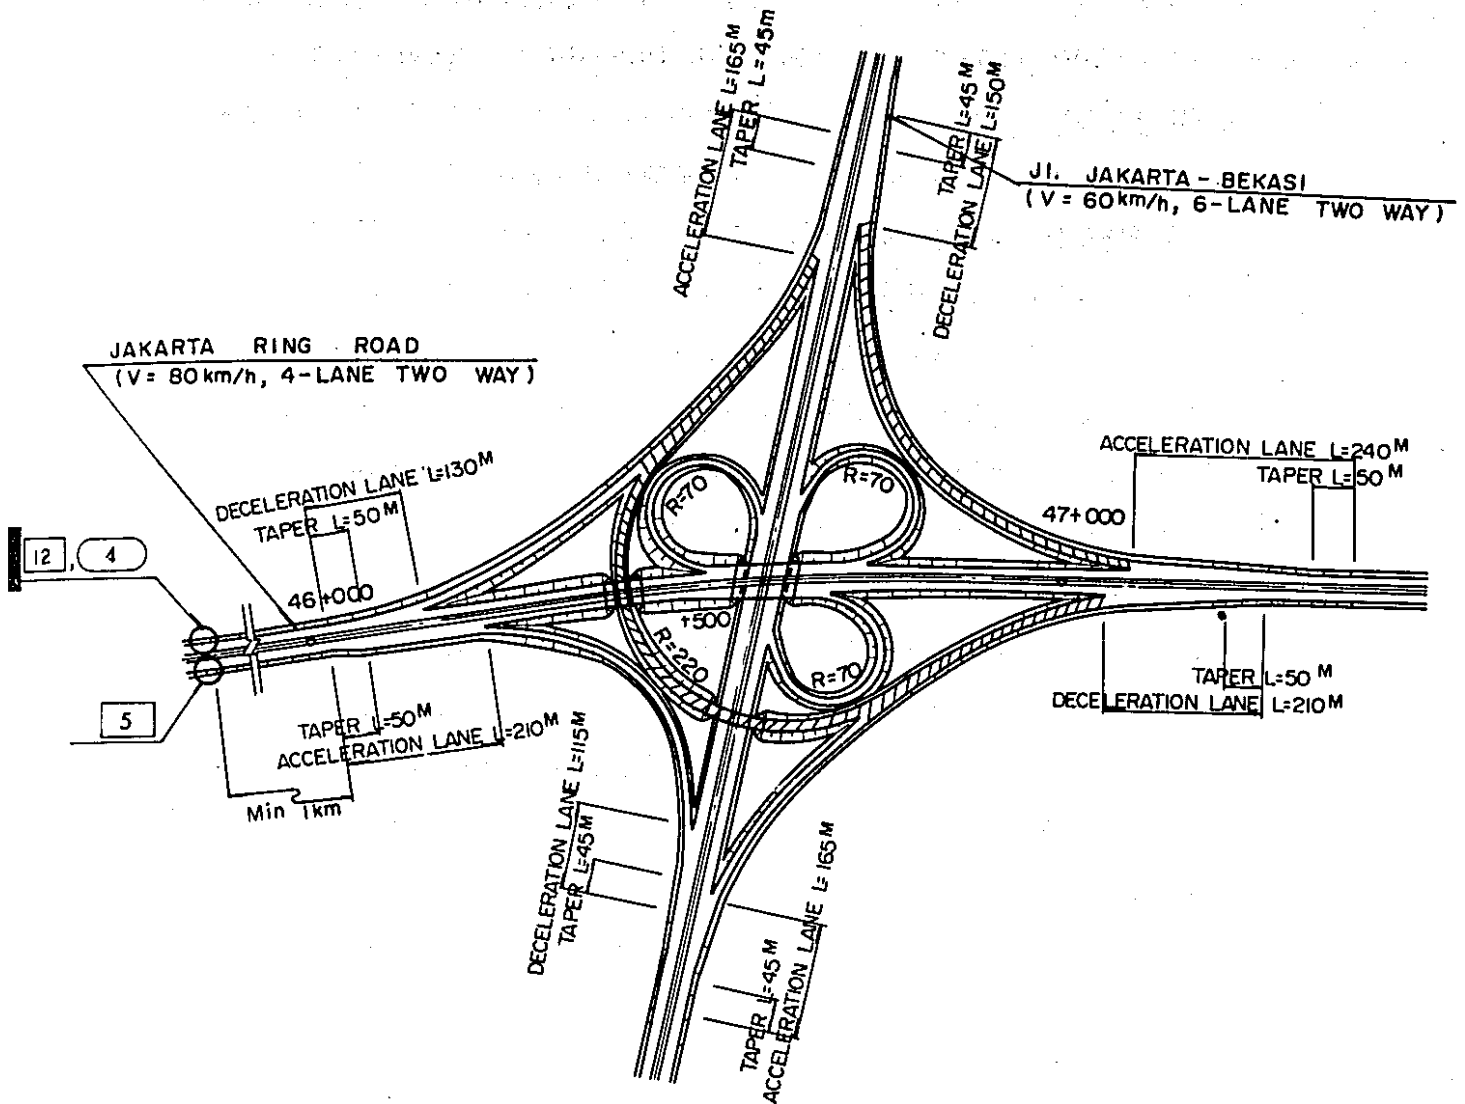 ACCELERATION LANE L=165M
TAPER L=45m
TAPER L=45M
DECELERATION LANE L=150M
Jl. JAKARTA - BEKASI
(V = 60km/h, 6-LANE TWO WAY)
JAKARTA RING ROAD
(V = 80km/h, 4-LANE TWO WAY)
DECELERATION LANE L=130M
TAPER L=50M
46+000
12, 4
5
TAPER L=50M
ACCELERATION LANE L=210M
Min 1km
R=70
R=70
R=70
R=220
+500
47+000
ACCELERATION LANE L=240M
TAPER L=50M
TAPER L=50M
DECELERATION LANE L=210M
DECELERATION LANE L=115M
TAPER L=45M
TAPER L=45M
ACCELERATION LANE L=165M